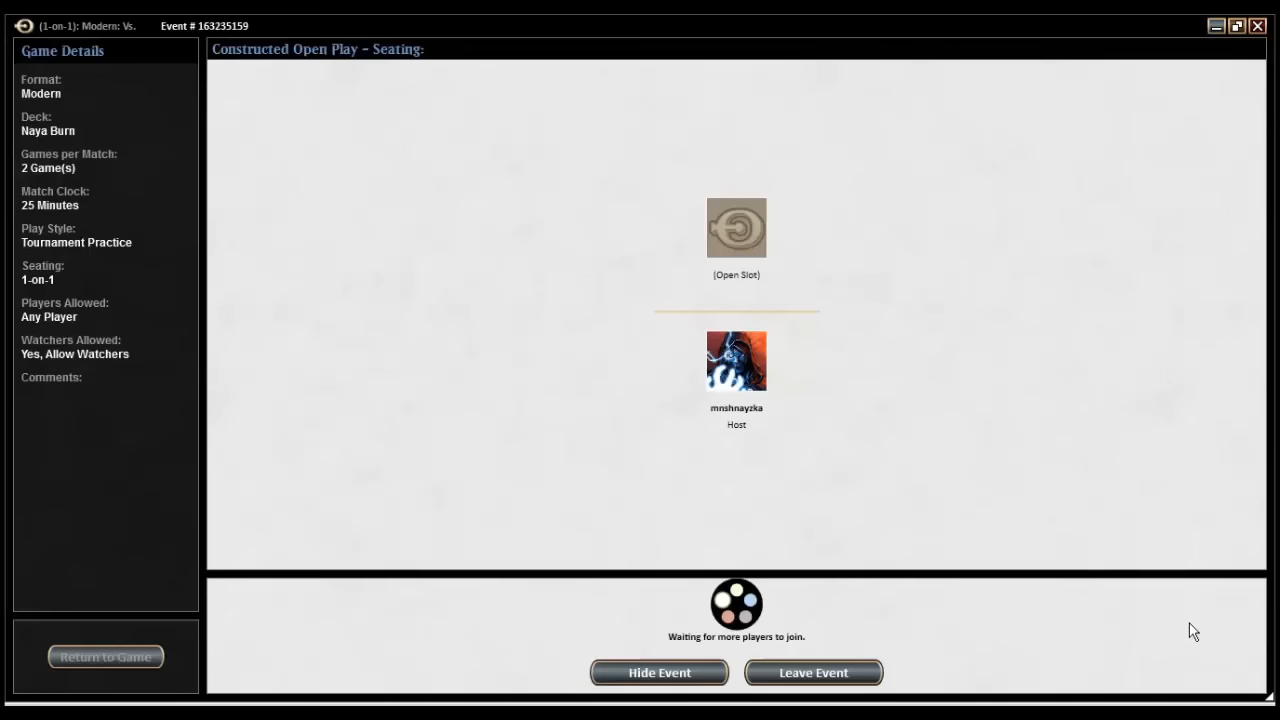 (1-on-1): Modern: Vs. Event # 163235159
Game Details
Format:
Modern
Deck:
Naya Burn
Games per Match:
2 Game(s)
Match Clock:
25 Minutes
Play Style:
Tournament Practice
Seating:
1-on-1
Players Allowed:
Any Player
Watchers Allowed:
Yes, Allow Watchers
Comments:
Return to Game
Constructed Open Play - Seating:
(Open Slot)
mnshnayzka
Host
Waiting for more players to join.
Hide Event Leave Event